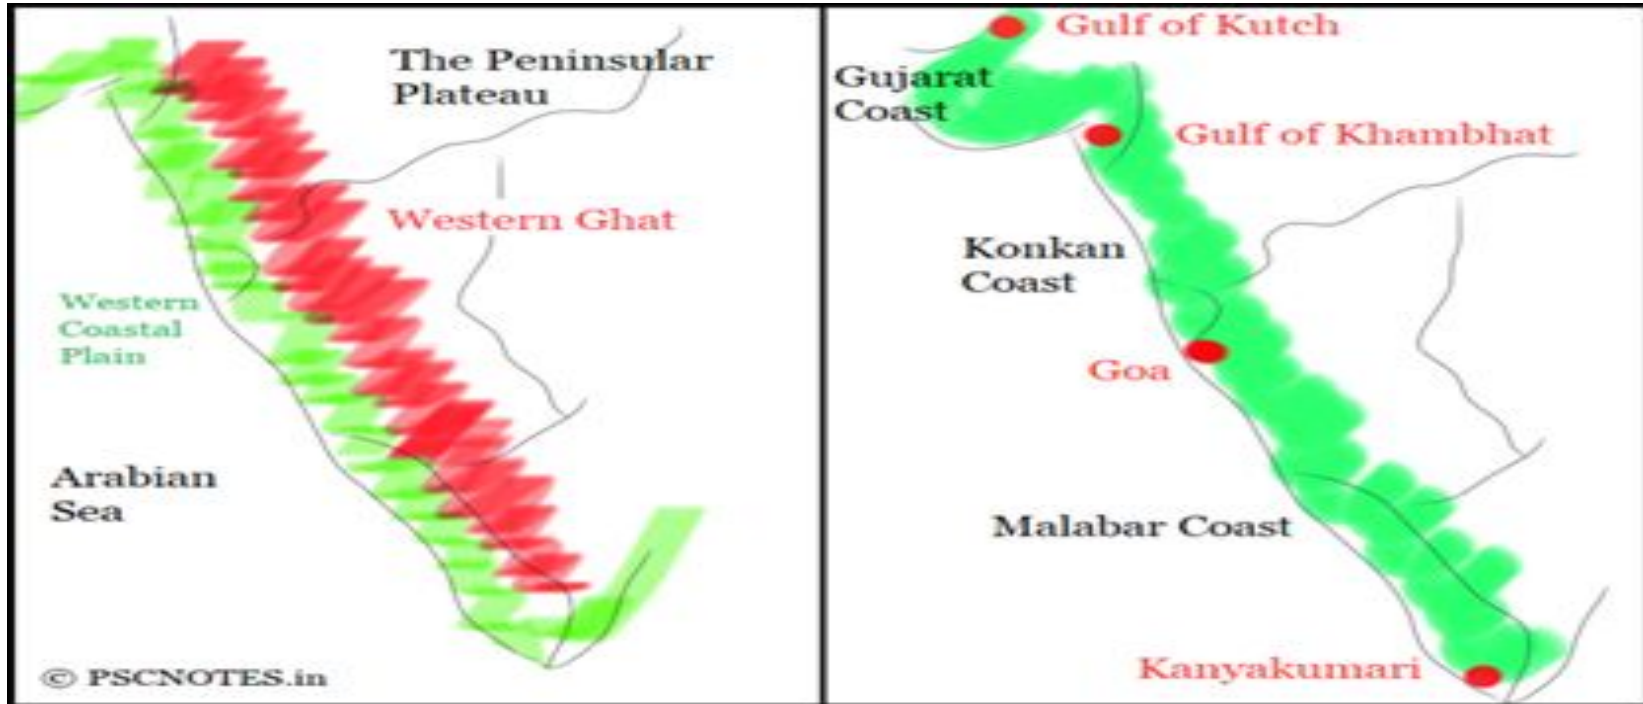 The Peninsular
Plateau
Western Ghat
Western
Coastal
Plain
Arabian
Sea
© PSCNOTES.in
Gulf of Kutch
Gujarat
Coast
Gulf of Khambhat
Konkan
Coast
Goa
Malabar Coast
Kanyakumari